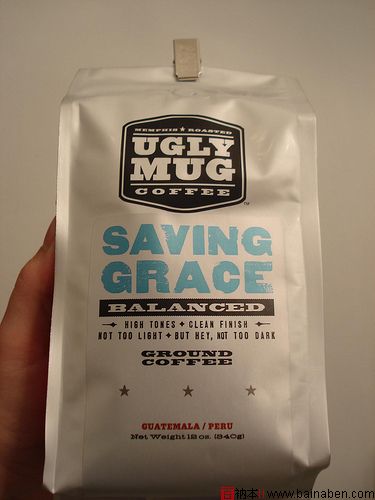 MEMPHIS ★ ROASTED
UGLY
MUG
COFFEE
™
SAVING
GRACE
BALANCED
HIGH TONES ✦ CLEAN FINISH
NOT TOO LIGHT ✦ BUT HEY, NOT TOO DARK
GROUND
COFFEE
GUATEMALA / PERU
Net Weight 12 oz. (340g)
www.bainaben.com